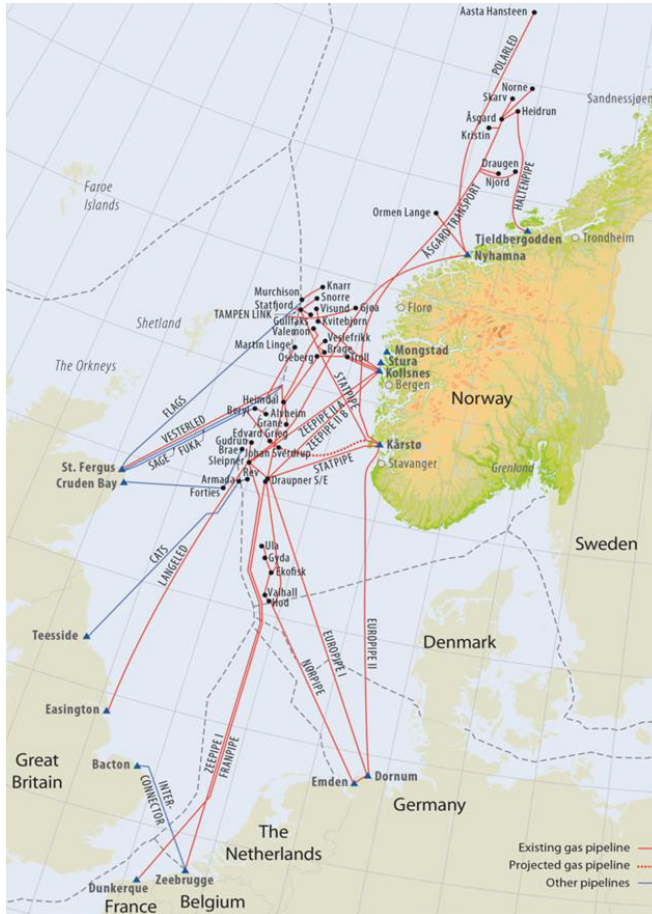 Aasta Hansteen
POLARLED
Norne
Skarv
Sandnessjøen
Åsgard
Heidrun
Kristin
Draugen
Njord
HALTENPIPE
Faroe
Islands
Ormen Lange
ÅSGARD TRANSPORT
Tjeldbergodden
Trondheim
Nyhamna
Knarr
Murchison
Snorre
Statfjord
Visund
Gjøa
Florø
TAMPEN LINK
Gullfaks
Kvitebjørn
Shetland
Valemon
Veslefrikk
Martin Linge
Brage
Mongstad
Oseberg
Troll
Stura
The Orkneys
Kollsnes
Bergen
FLAGS
STATPIPE
Norway
Heimdal
VESTERLED
Beryl
Alvheim
ZEEPIPE II A
Grane
ZEEPIPE II B
SAGE
FUKA
Edvard Grieg
Gudrun
Kårstø
Brae
Johan Sverdrup
St. Fergus
Sleipner
STATPIPE
Stavanger
Grenland
Cruden Bay
Rev
Armada
Draupner S/E
Forties
CATS
LANGELED
Ula
Sweden
Gyda
Ekofisk
Valhall
Hod
Teesside
Denmark
NORPIPE
EUROPIPE I
EUROPIPE II
Easington
Great
Britain
Bacton
ZEEPIPE I
FRANPIPE
Emden
Dornum
INTER-
CONNECTOR
Germany
The
Netherlands
Existing gas pipeline
Projected gas pipeline
Other pipelines
Dunkerque
Zeebrugge
France
Belgium